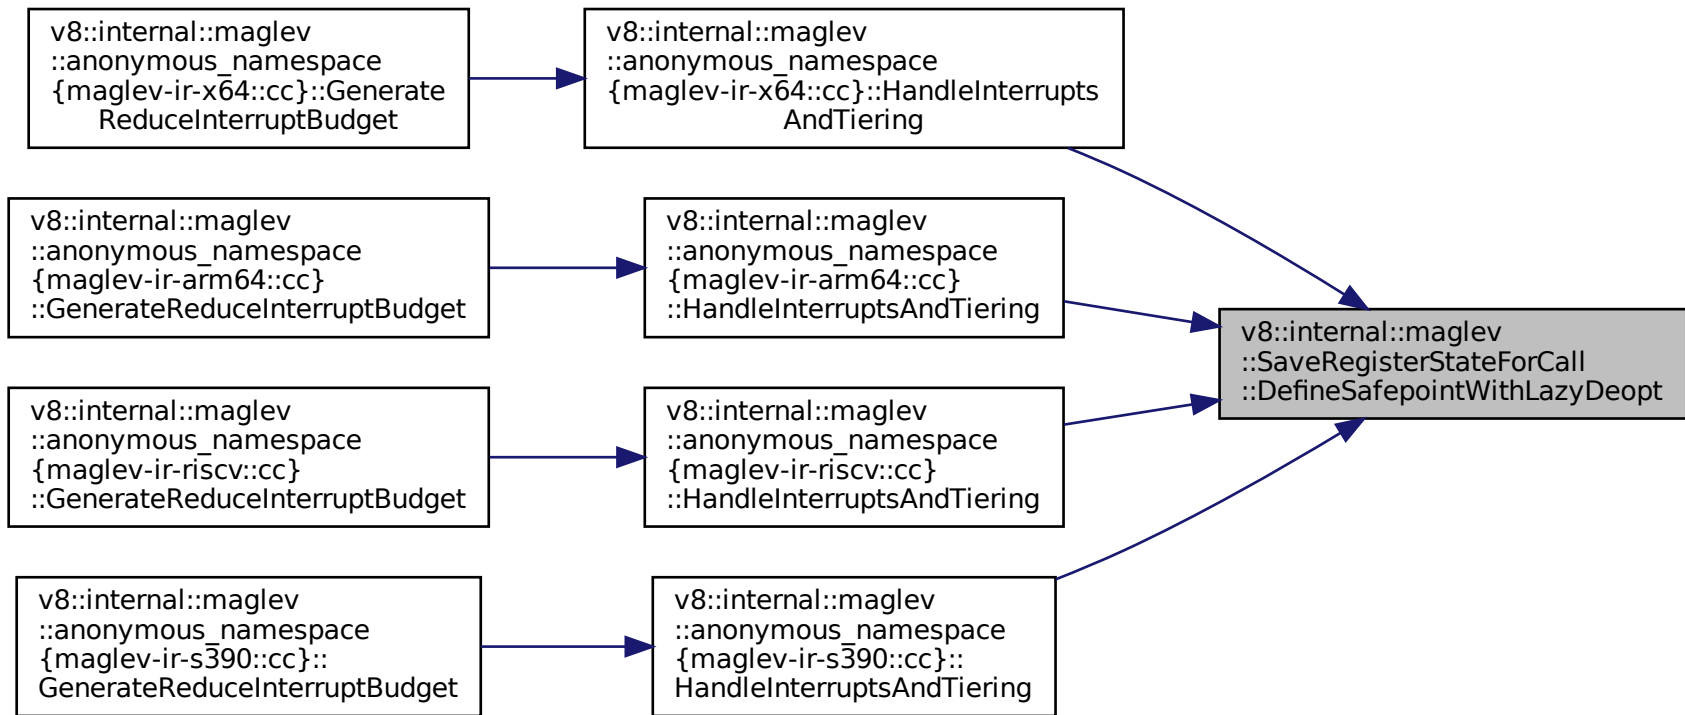 v8::internal::maglev
::anonymous_namespace
{maglev-ir-x64::cc}::Generate
ReduceInterruptBudget
v8::internal::maglev
::anonymous_namespace
{maglev-ir-x64::cc}::HandleInterrupts
AndTiering
v8::internal::maglev
::anonymous_namespace
{maglev-ir-arm64::cc}
::GenerateReduceInterruptBudget
v8::internal::maglev
::anonymous_namespace
{maglev-ir-arm64::cc}
::HandleInterruptsAndTiering
v8::internal::maglev
::SaveRegisterStateForCall
::DefineSafepointWithLazyDeopt
v8::internal::maglev
::anonymous_namespace
{maglev-ir-riscv::cc}
::GenerateReduceInterruptBudget
v8::internal::maglev
::anonymous_namespace
{maglev-ir-riscv::cc}
::HandleInterruptsAndTiering
v8::internal::maglev
::anonymous_namespace
{maglev-ir-s390::cc}::
GenerateReduceInterruptBudget
v8::internal::maglev
::anonymous_namespace
{maglev-ir-s390::cc}::
HandleInterruptsAndTiering